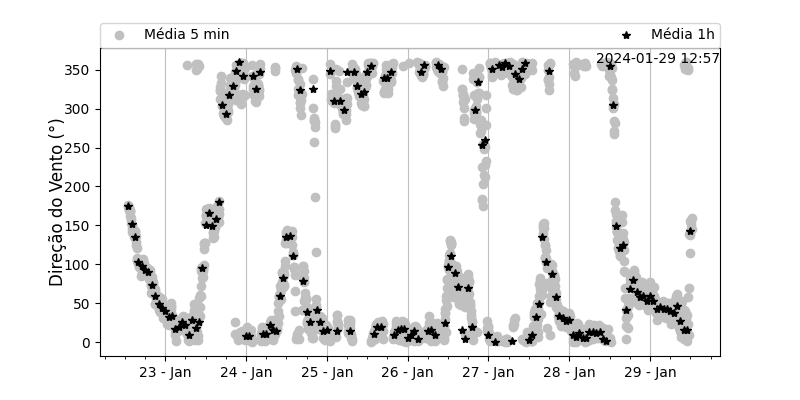 Média 5 min
Média 1h
2024-01-29 12:57
Direção do Vento (°)
350
300
250
200
150
100
50
0
23 - Jan
24 - Jan
25 - Jan
26 - Jan
27 - Jan
28 - Jan
29 - Jan